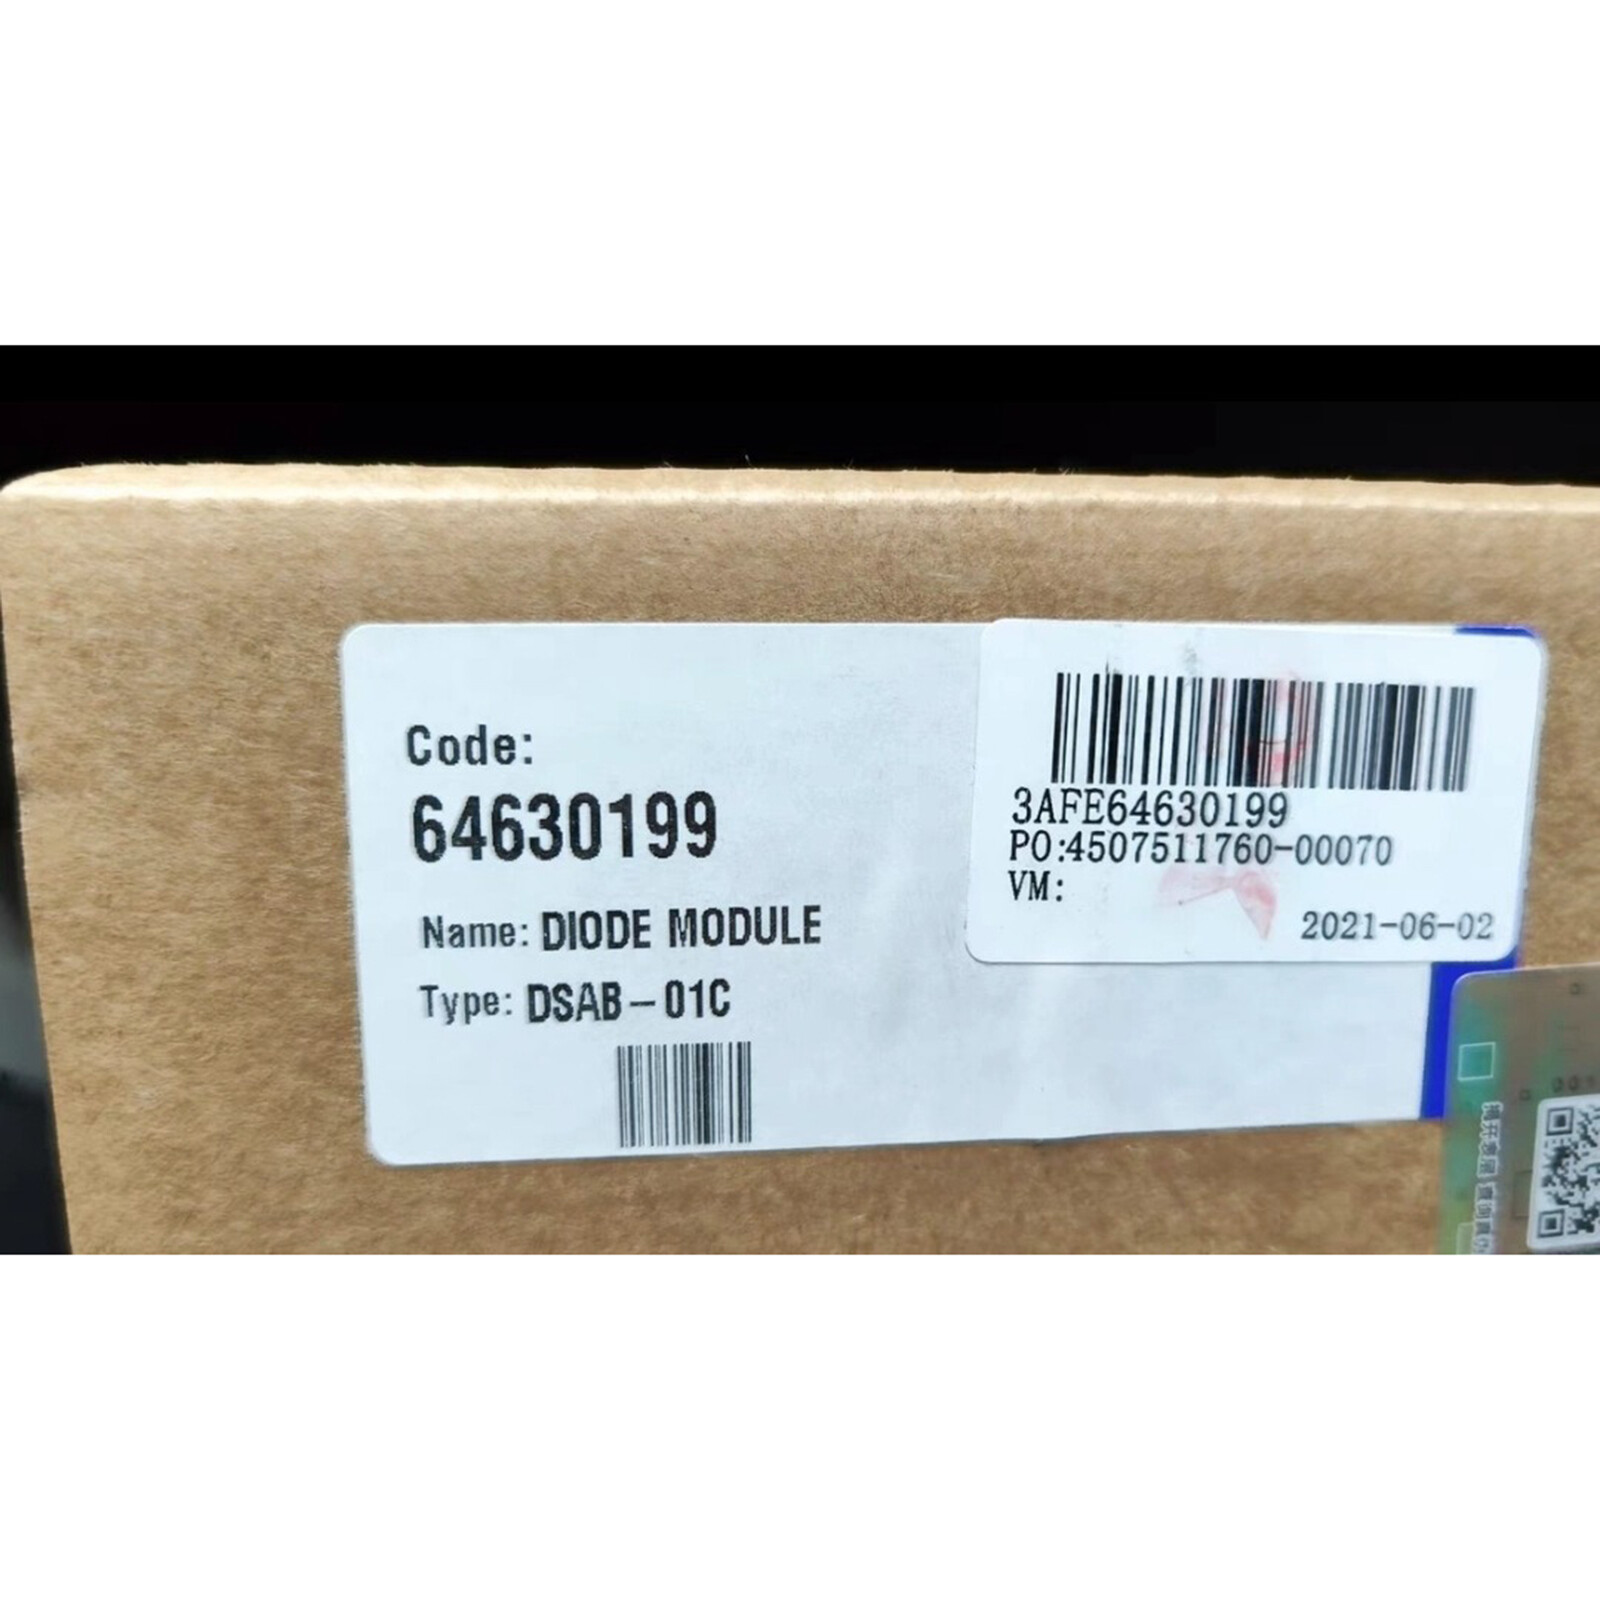 Code:
64630199
Name: DIODE MODULE
Type: DSAB-01C
3AFE64630199
PO:4507511760-00070
VM:
2021-06-02